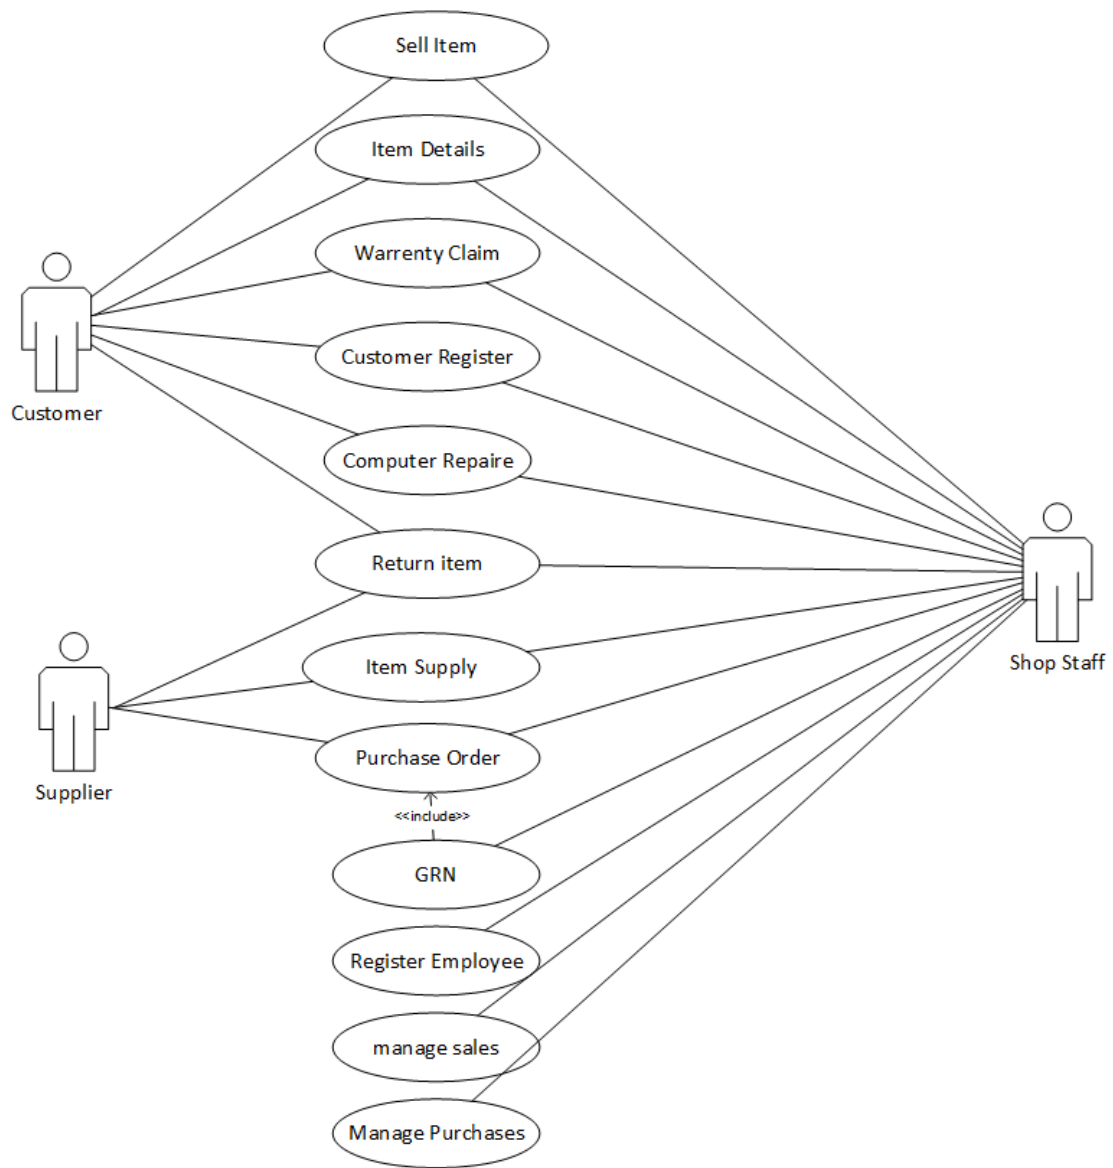 Sell Item
Item Details
Warrenty Claim
Customer Register
Customer
Computer Repaire
Return item
Shop Staff
Item Supply
Purchase Order
Supplier
<<include>>
GRN
Register Employee
manage sales
Manage Purchases